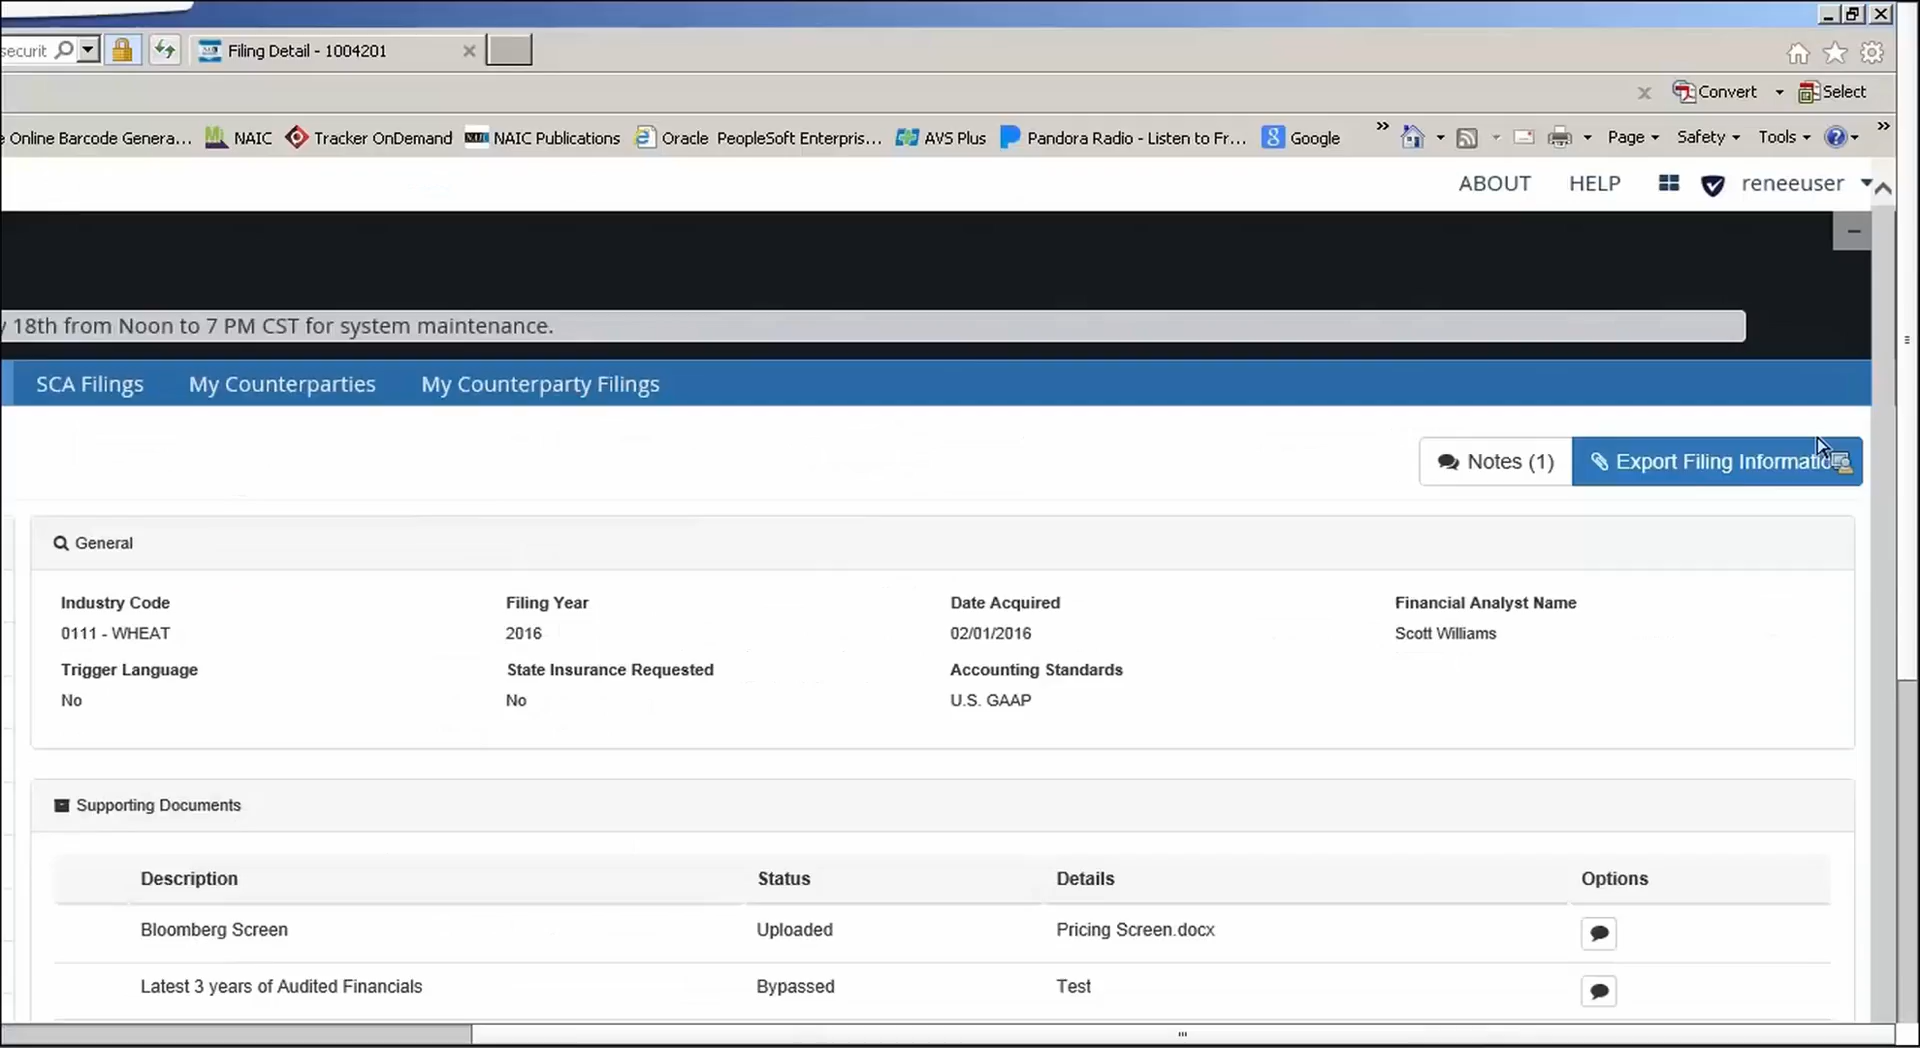 securit
Filing Detail - 1004201
Convert Select
e Online Barcode Genera... NAIC Tracker OnDemand NAIC Publications Oracle PeopleSoft Enterpris... AVS Plus Pandora Radio - Listen to Fr... Google Page Safety Tools
ABOUT HELP reneeuser
y 18th from Noon to 7 PM CST for system maintenance.
SCA Filings My Counterparties My Counterparty Filings
Notes (1) Export Filing Informatio
General
Industry Code Filing Year Date Acquired Financial Analyst Name
0111 - WHEAT 2016 02/01/2016 Scott Williams
Trigger Language State Insurance Requested Accounting Standards
No No U.S. GAAP
Supporting Documents
Description Status Details Options
Bloomberg Screen Uploaded Pricing Screen.docx
Latest 3 years of Audited Financials Bypassed Test